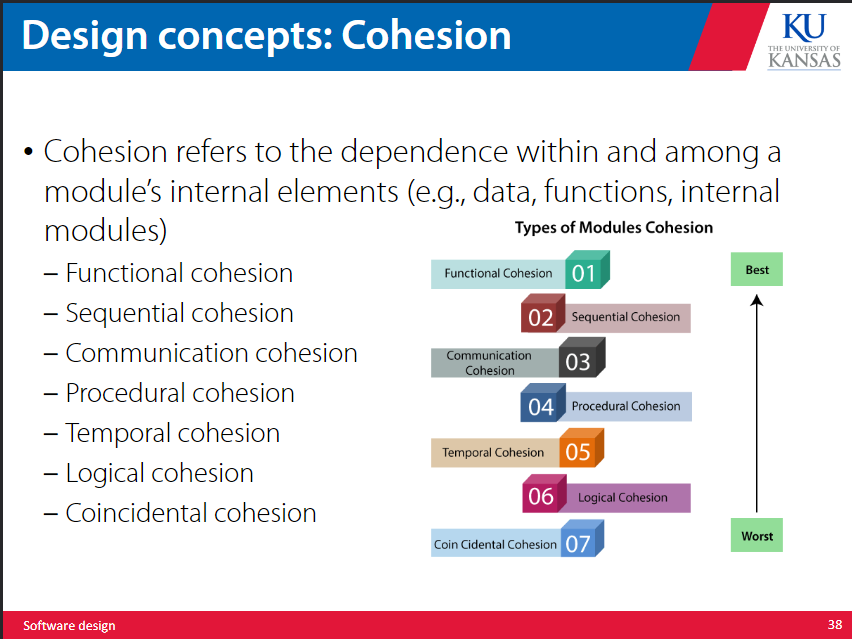 Design concepts: Cohesion
KU
THE UNIVERSITY OF
KANSAS
• Cohesion refers to the dependence within and among a
module’s internal elements (e.g., data, functions, internal
modules)
– Functional cohesion
– Sequential cohesion
– Communication cohesion
– Procedural cohesion
– Temporal cohesion
– Logical cohesion
– Coincidental cohesion
Types of Modules Cohesion
Functional Cohesion 01
02 Sequential Cohesion
Communication
Cohesion 03
04 Procedural Cohesion
Temporal Cohesion 05
06 Logical Cohesion
Coin Cidental Cohesion 07
Best
Worst
Software design
38